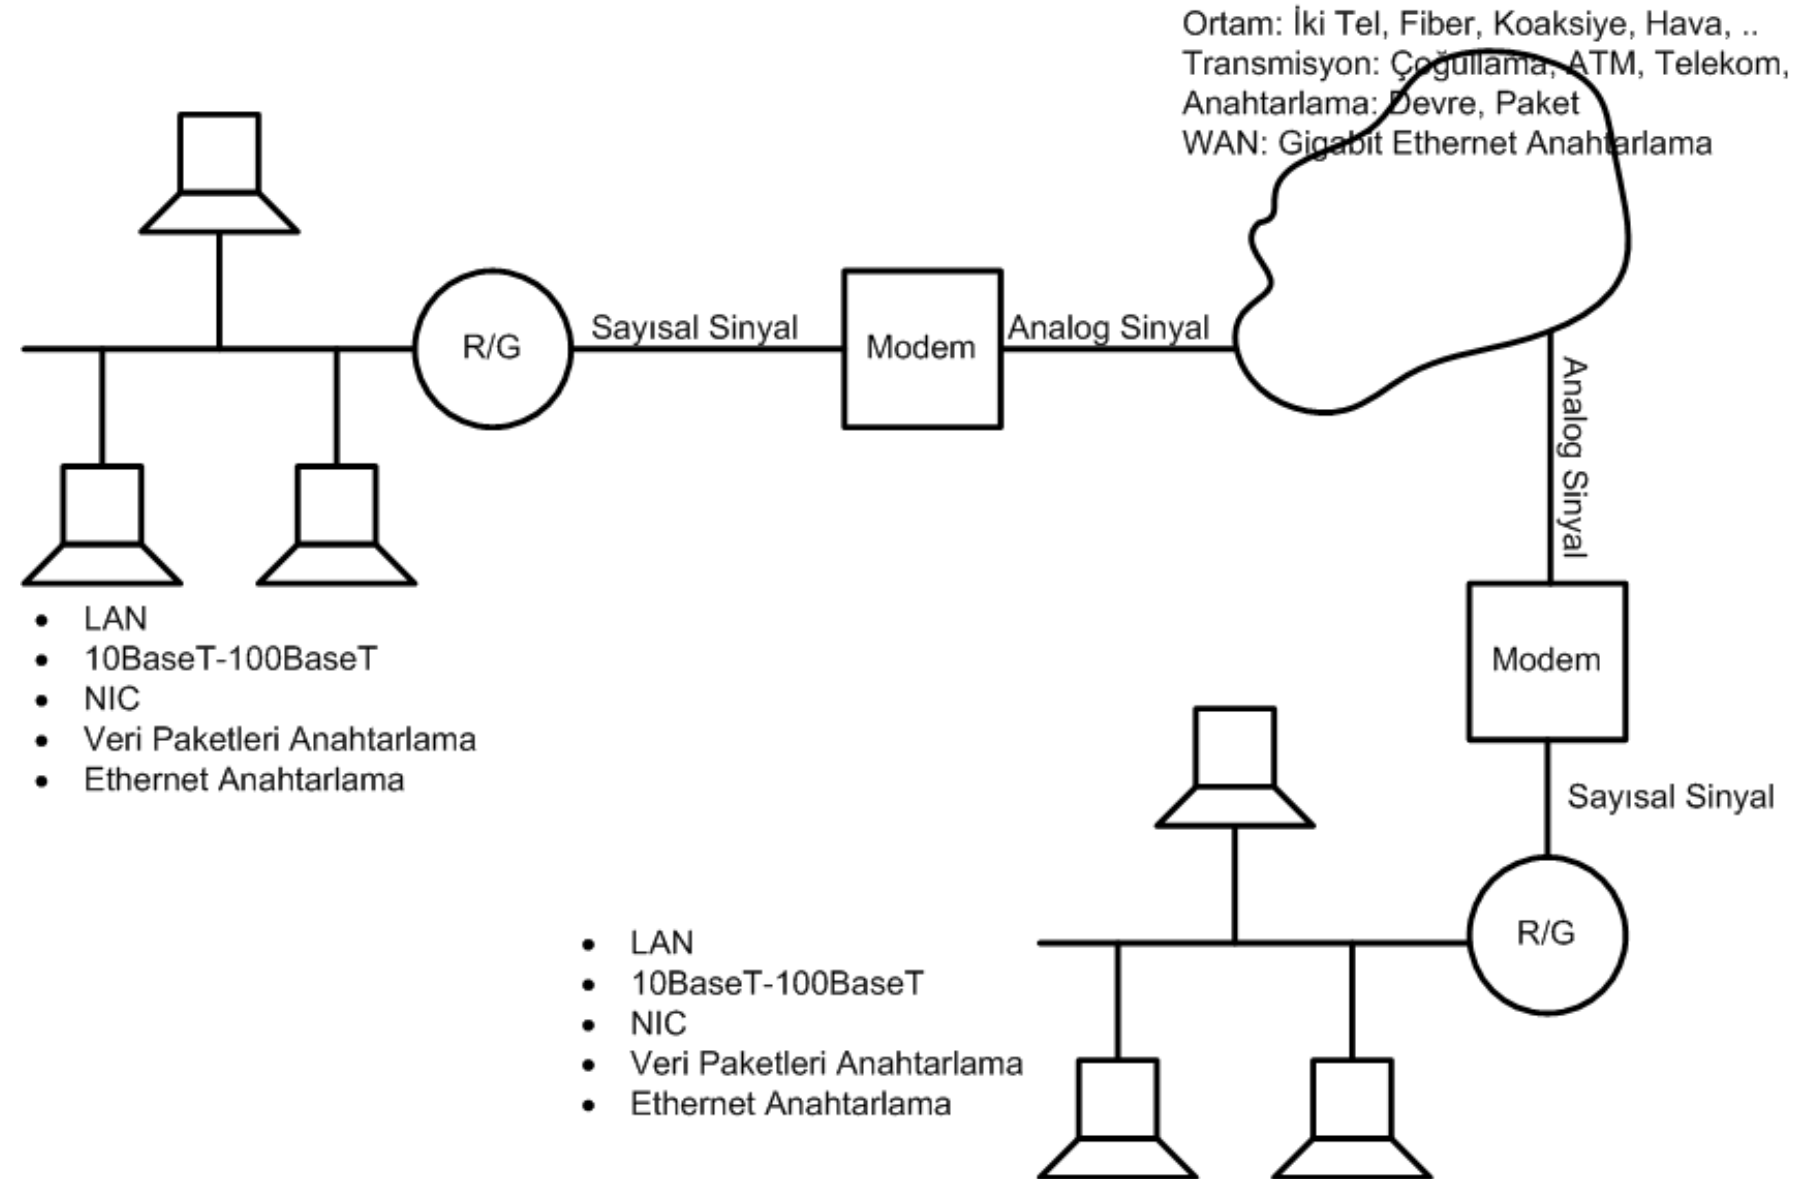 Ortam: İki Tel, Fiber, Koaksiye, Hava, ..
Transmisyon: Çoğullama, ATM, Telekom,
Anahtarlama: Devre, Paket
WAN: Gigabit Ethernet Anahtarlama
R/G
Sayısal Sinyal
Modem
Analog Sinyal
Analog Sinyal
• LAN
• 10BaseT-100BaseT
• NIC
• Veri Paketleri Anahtarlama
• Ethernet Anahtarlama
Modem
Sayısal Sinyal
R/G
• LAN
• 10BaseT-100BaseT
• NIC
• Veri Paketleri Anahtarlama
• Ethernet Anahtarlama